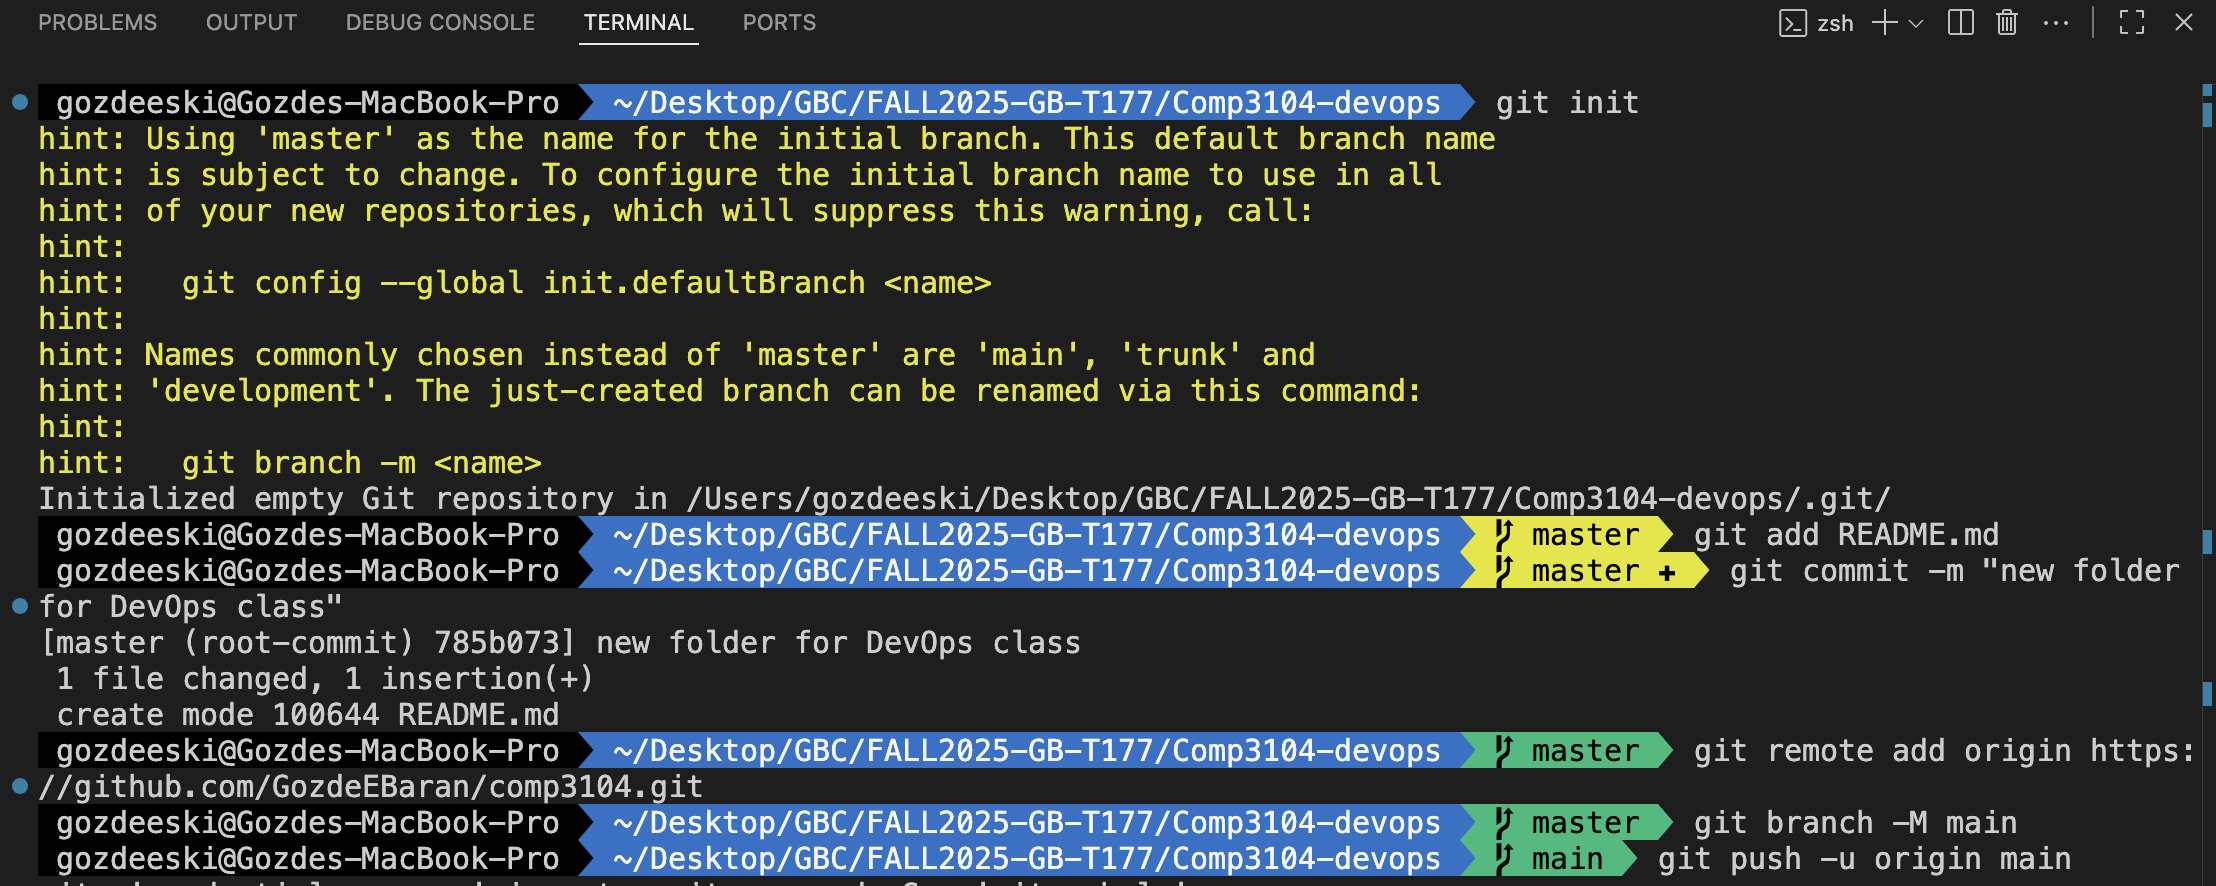 PROBLEMS OUTPUT DEBUG CONSOLE TERMINAL PORTS zsh
gozdeeski@Gozdes-MacBook-Pro ~/Desktop/GBC/FALL2025-GB-T177/Comp3104-devops git init
hint: Using 'master' as the name for the initial branch. This default branch name
hint: is subject to change. To configure the initial branch name to use in all
hint: of your new repositories, which will suppress this warning, call:
hint:
hint:   git config --global init.defaultBranch <name>
hint:
hint: Names commonly chosen instead of 'master' are 'main', 'trunk' and
hint: 'development'. The just-created branch can be renamed via this command:
hint:
hint:   git branch -m <name>
Initialized empty Git repository in /Users/gozdeeski/Desktop/GBC/FALL2025-GB-T177/Comp3104-devops/.git/
gozdeeski@Gozdes-MacBook-Pro ~/Desktop/GBC/FALL2025-GB-T177/Comp3104-devops master git add README.md
gozdeeski@Gozdes-MacBook-Pro ~/Desktop/GBC/FALL2025-GB-T177/Comp3104-devops master + git commit -m "new folder
for DevOps class"
[master (root-commit) 785b073] new folder for DevOps class
1 file changed, 1 insertion(+)
create mode 100644 README.md
gozdeeski@Gozdes-MacBook-Pro ~/Desktop/GBC/FALL2025-GB-T177/Comp3104-devops master git remote add origin https:
//github.com/GozdeEBaran/comp3104.git
gozdeeski@Gozdes-MacBook-Pro ~/Desktop/GBC/FALL2025-GB-T177/Comp3104-devops master git branch -M main
gozdeeski@Gozdes-MacBook-Pro ~/Desktop/GBC/FALL2025-GB-T177/Comp3104-devops main git push -u origin main